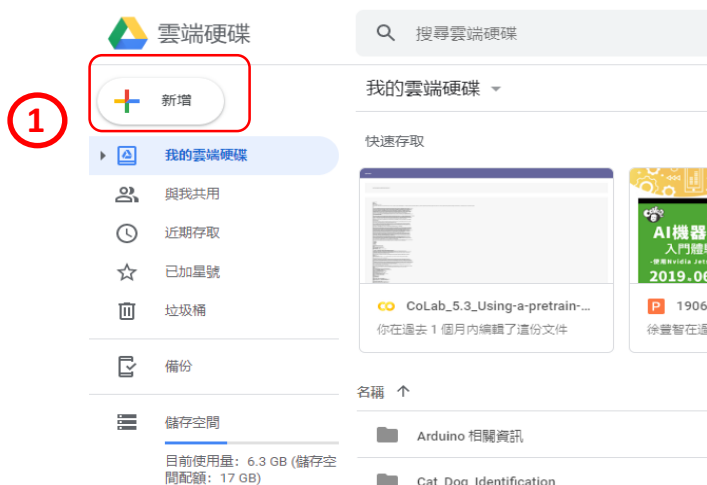 雲端硬碟
搜尋雲端硬碟
1
新增
我的雲端硬碟
我的雲端硬碟
與我共用
近期存取
已加星號
垃圾桶
備份
儲存空間
目前使用量：6.3 GB (儲存空
間配額：17 GB)
快速存取
CoLab_5.3_Using-a-pretrain-...
你在過去 1 個月內編輯了這份文件
AI機器
入門體
2019.06
P 1906
徐豐智在過
名稱
Arduino 相關資訊
Cat_Dog_Identification